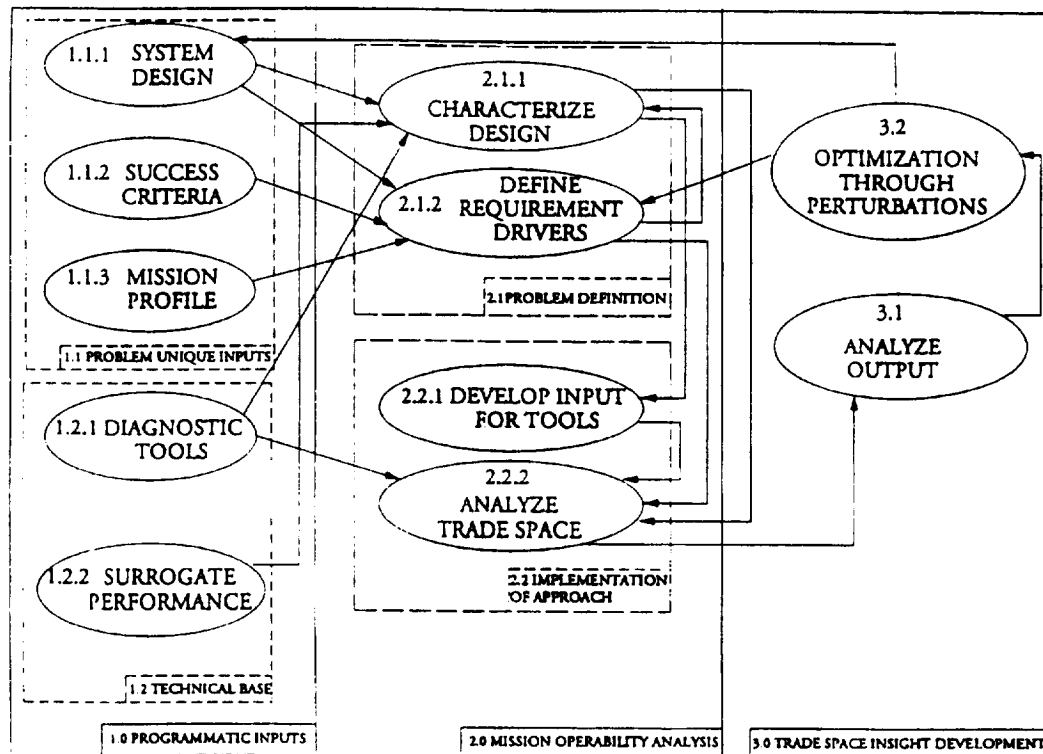 1.1.1 SYSTEM
DESIGN
1.1.2 SUCCESS
CRITERIA
1.1.3 MISSION
PROFILE
1.1 PROBLEM UNIQUE INPUTS
1.2.1 DIAGNOSTIC
TOOLS
1.2.2 SURROGATE
PERFORMANCE
1.2 TECHNICAL BASE
1.0 PROGRAMMATIC INPUTS
2.1.1
CHARACTERIZE
DESIGN
DEFINE
2.1.2 REQUIREMENT
DRIVERS
2.1 PROBLEM DEFINITION
2.2.1 DEVELOP INPUT
FOR TOOLS
2.2.2
ANALYZE
TRADE SPACE
2.2 IMPLEMENTATION
OF APPROACH
2.0 MISSION OPERABILITY ANALYSIS
3.2
OPTIMIZATION
THROUGH
PERTURBATIONS
3.1
ANALYZE
OUTPUT
3.0 TRADE SPACE INSIGHT DEVELOPMENT